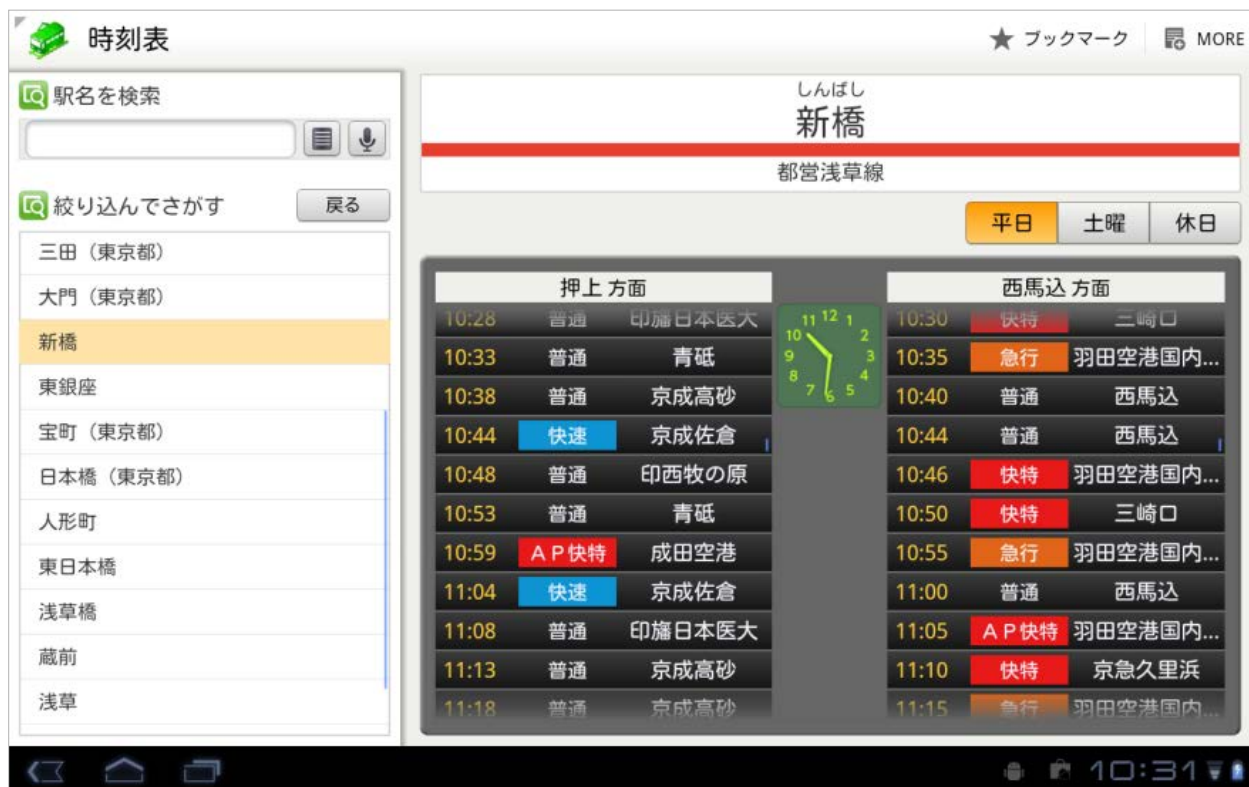 時刻表
ブックマーク
MORE
駅名を検索
絞り込んでさがす
戻る
三田（東京都）
大門（東京都）
新橋
東銀座
宝町（東京都）
日本橋（東京都）
人形町
東日本橋
浅草橋
蔵前
浅草
しんばし
新橋
都営浅草線
平日 土曜 休日
押上 方面
10:28 普通 印旛日本医大
10:33 普通 青砥
10:38 普通 京成高砂
10:44 快速 京成佐倉
10:48 普通 印西牧の原
10:53 普通 青砥
10:59 ＡＰ快特 成田空港
11:04 快速 京成佐倉
11:08 普通 印旛日本医大
11:13 普通 京成高砂
11:18 普通 京成高砂
11 12 1
10 2
9 3
8 4
7 6 5
西馬込 方面
10:30 快特 三崎口
10:35 急行 羽田空港国内...
10:40 普通 西馬込
10:44 普通 西馬込
10:46 快特 羽田空港国内...
10:50 快特 三崎口
10:55 急行 羽田空港国内...
11:00 普通 西馬込
11:05 ＡＰ快特 羽田空港国内...
11:10 快特 京急久里浜
11:15 急行 羽田空港国内...
10:31